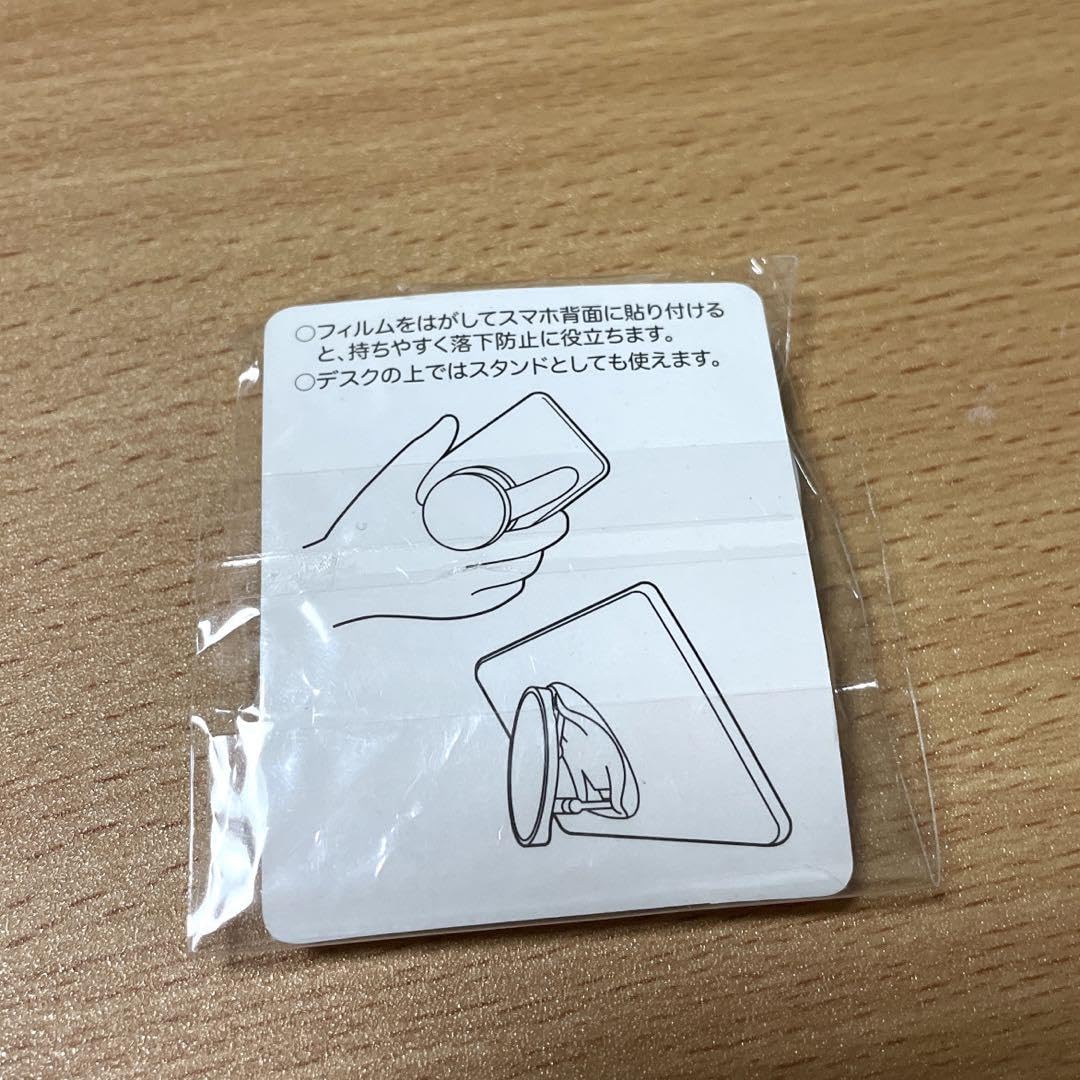 ○フィルムをはがしてスマホ背面に貼り付ける
と、持ちやすく落下防止に役立ちます。
○デスクの上ではスタンドとしても使えます。